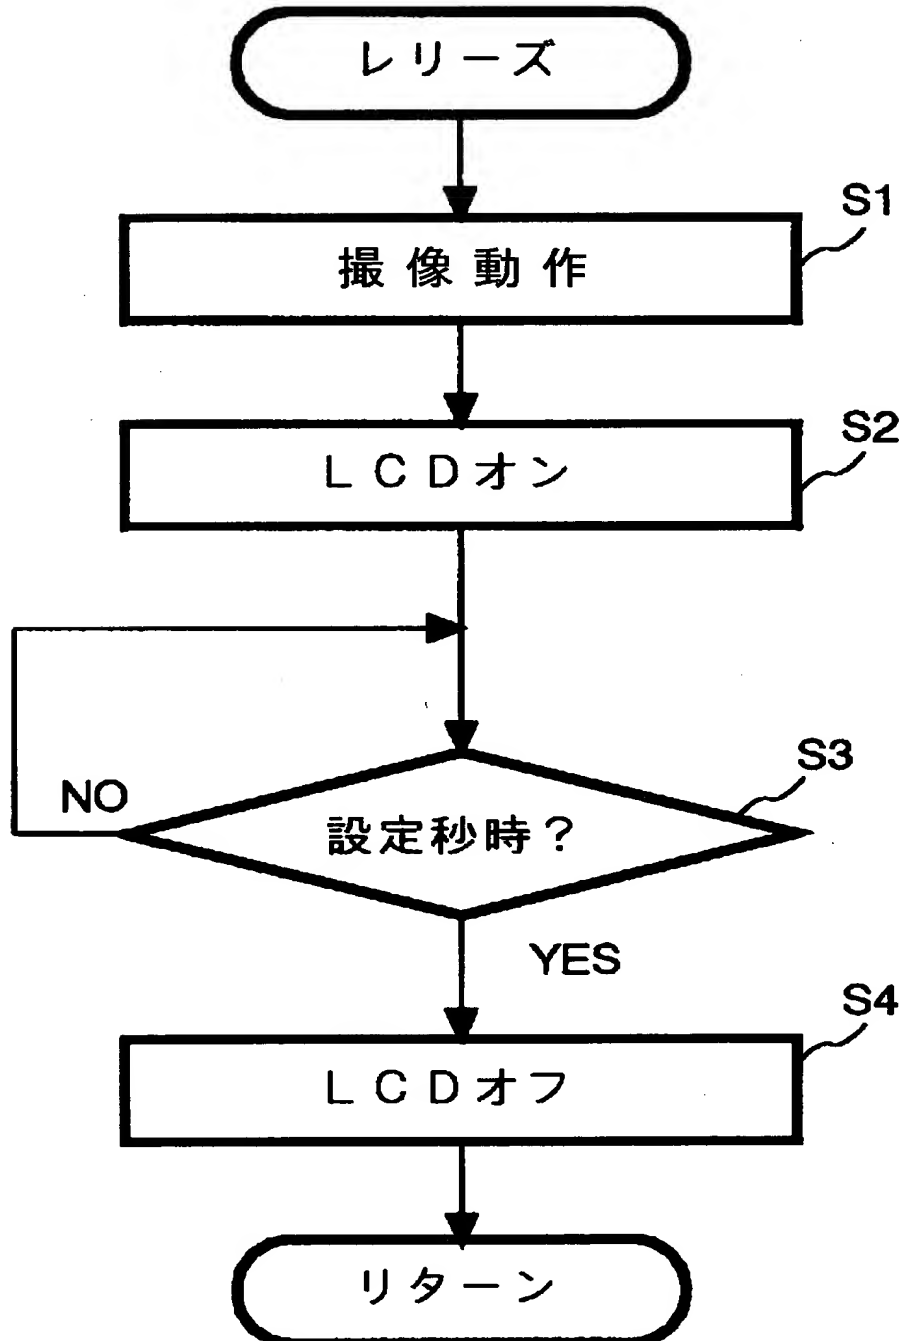 レリーズ
S1
撮像動作
S2
LCDオン
S3
NO
設定秒時?
YES
S4
LCDオフ
リターン